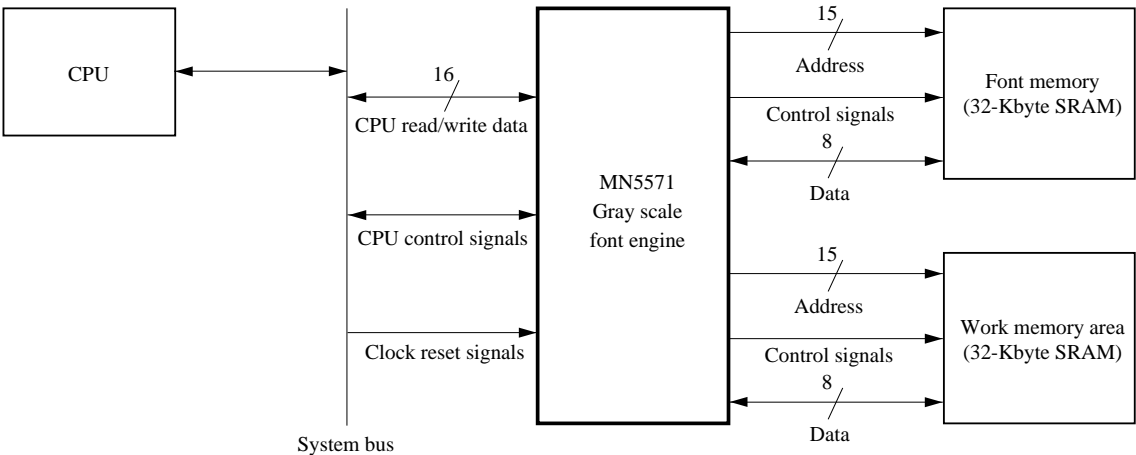 CPU
16
CPU read/write data
CPU control signals
Clock reset signals
System bus
MN5571
Gray scale
font engine
15
Address
Control signals
8
Data
Font memory
(32-Kbyte SRAM)
15
Address
Control signals
8
Data
Work memory area
(32-Kbyte SRAM)